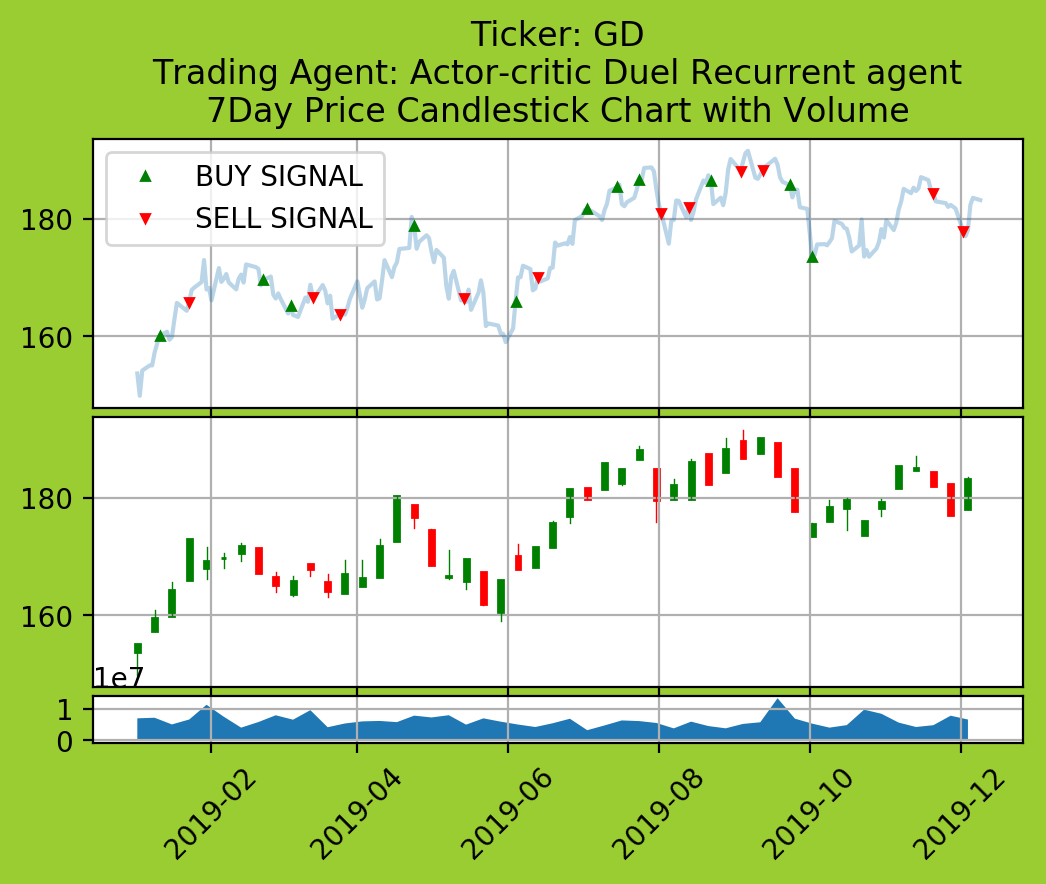 Ticker: GD
Trading Agent: Actor-critic Duel Recurrent agent
7Day Price Candlestick Chart with Volume
BUY SIGNAL
SELL SIGNAL
180
160
180
160
1e7
1
0
2019-02
2019-04
2019-06
2019-08
2019-10
2019-12